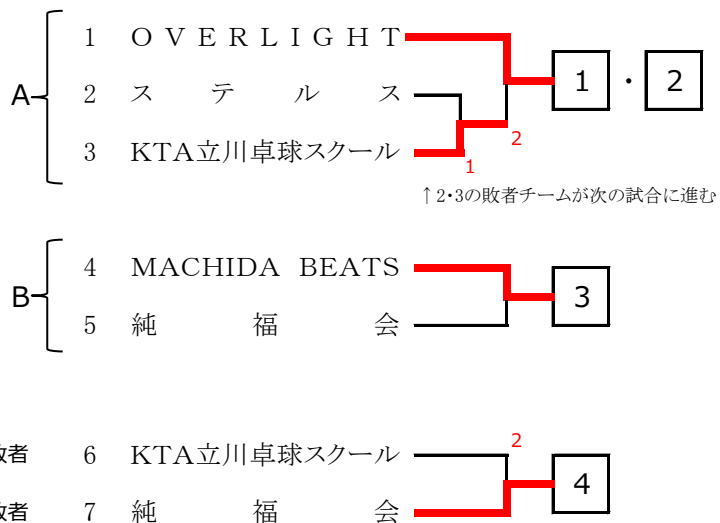 1 OVERLIGHT
1 ・ 2
A
2 ステルス
3 KTA立川卓球スクール
2
1
↑2・3の敗者チームが次の試合に進む
4 MACHIDA BEATS
B
3
5 純福会
敗者 6 KTA立川卓球スクール
2
4
敗者 7 純福会